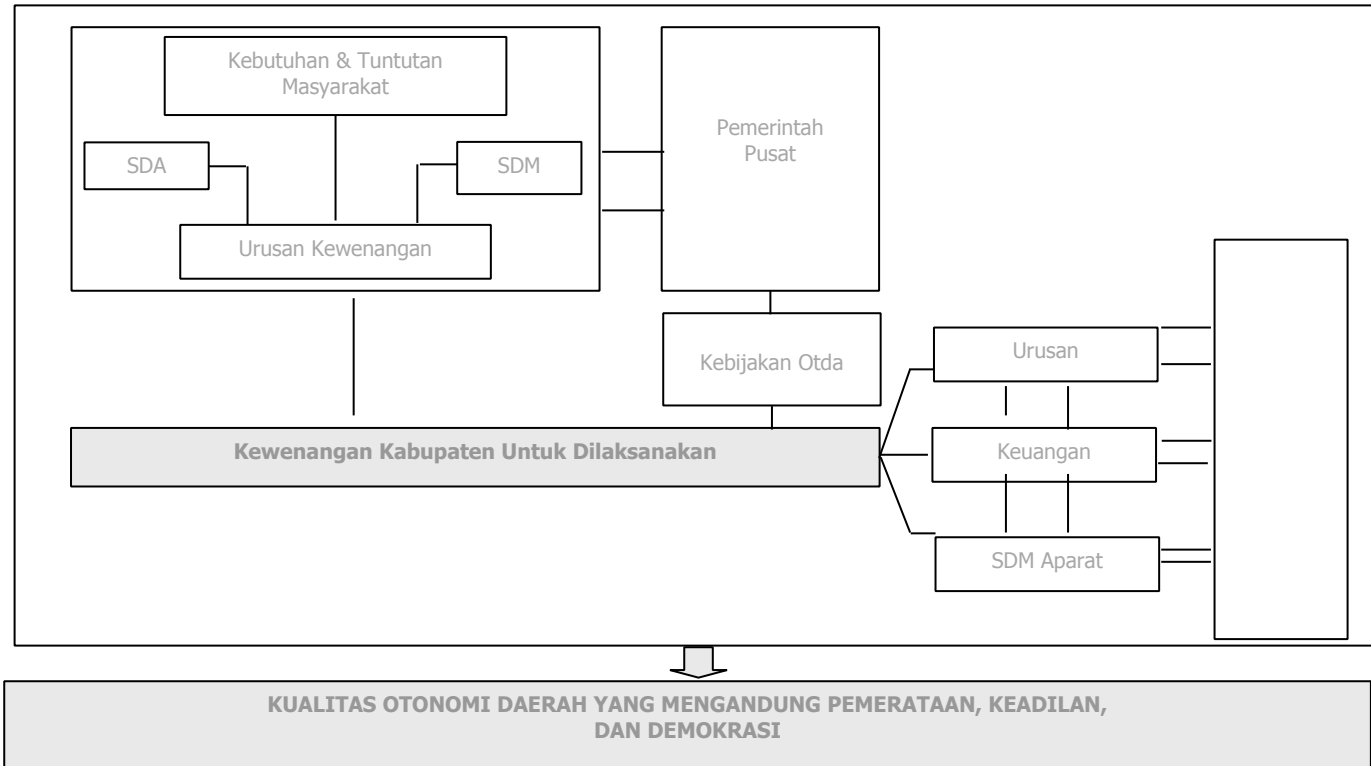 Kebutuhan & Tuntutan
Masyarakat
SDA
SDM
Urusan Kewenangan
Pemerintah
Pusat
Kebijakan Otda
Kewenangan Kabupaten Untuk Dilaksanakan
Urusan
Keuangan
SDM Aparat
KUALITAS OTONOMI DAERAH YANG MENGANDUNG PEMERATAAN, KEADILAN,
DAN DEMOKRASI